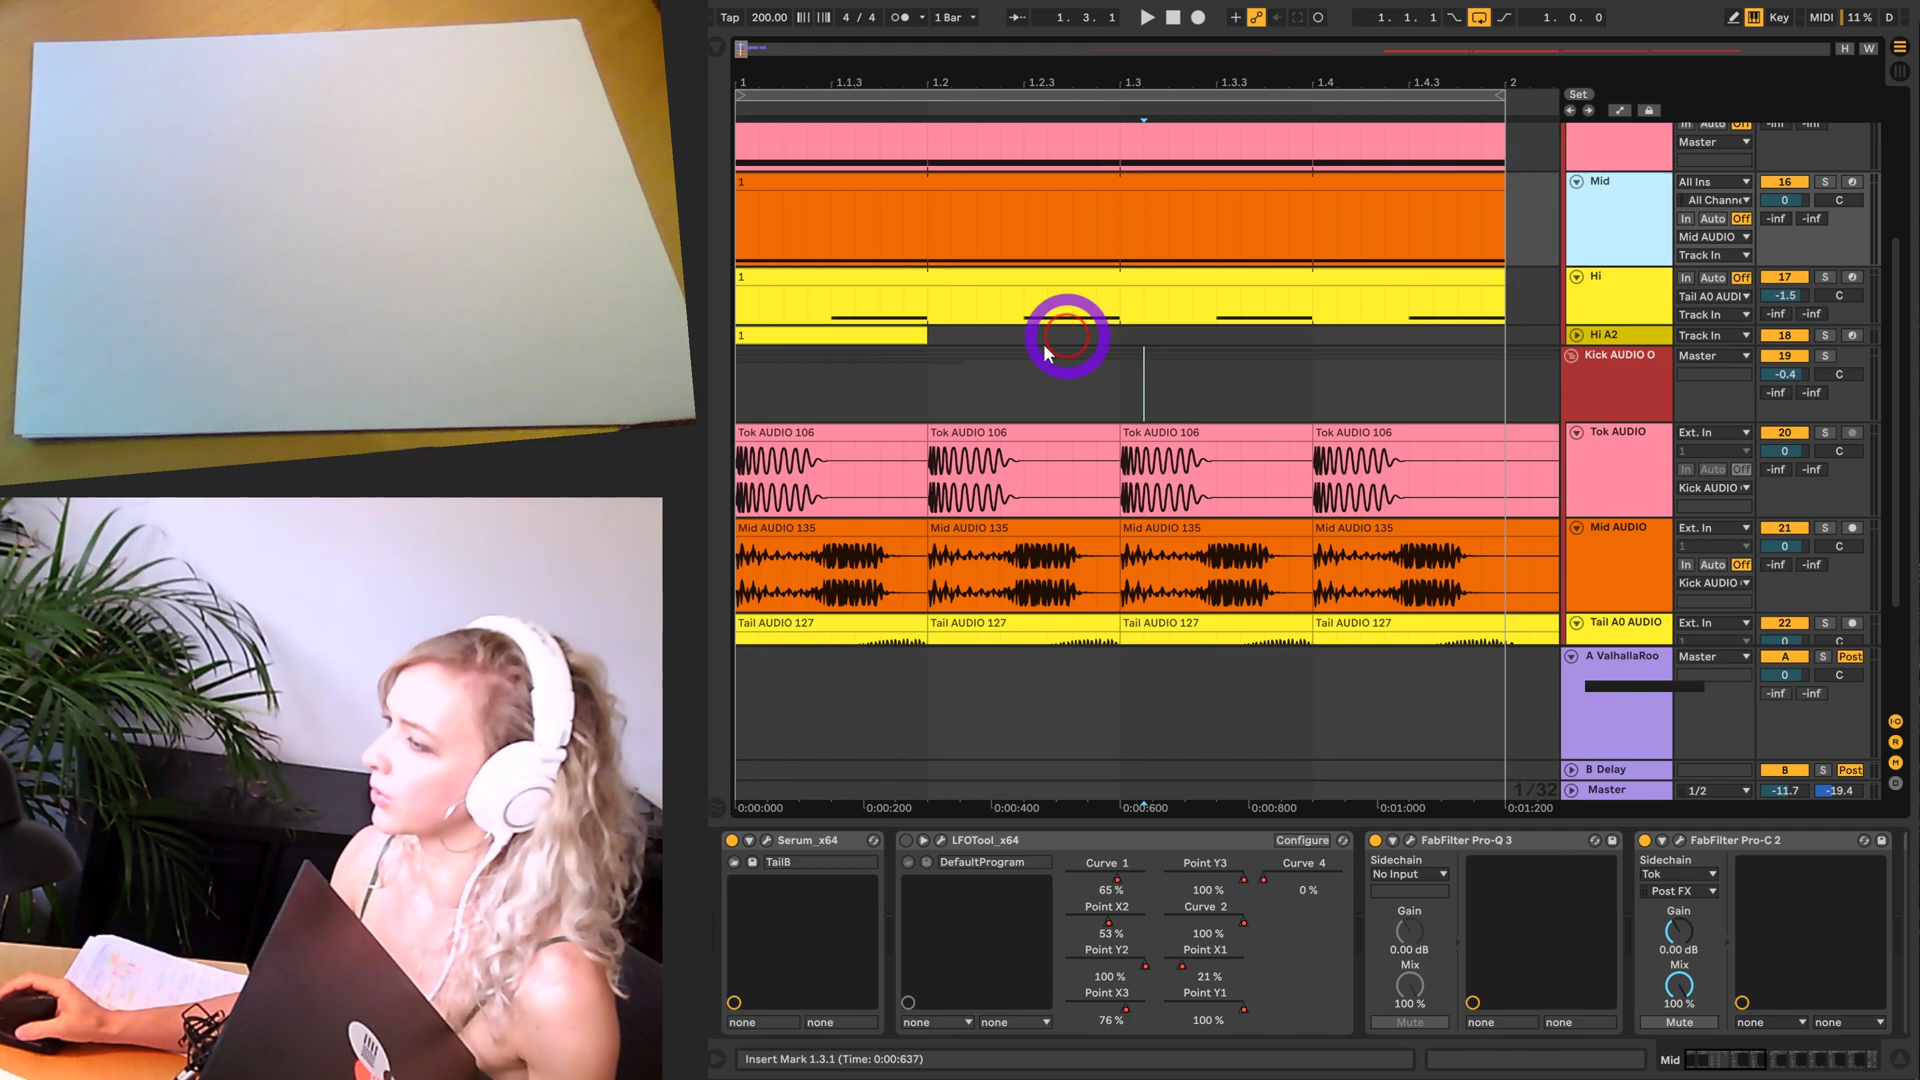 Tap 200.00 4 / 4 1 Bar 1. 3. 1 1. 1. 1 1. 0. 0 Key MIDI 11 % D
H W
1 1.1.3 1.2 1.2.3 1.3 1.3.3 1.4 1.4.3 2
Set
In Auto Off -inf -inf
Master
1 Mid All Ins 16 S
All Channe 0 C
In Auto Off -inf -inf
Mid AUDIO
Track In
1 Hi In Auto Off 17 S
Tail A0 AUDI -1.5 C
Track In -inf -inf
1 Hi A2 Track In 18 S
Kick AUDIO O Master 19 S
-0.4 C
-inf -inf
Tok AUDIO 106 Tok AUDIO 106 Tok AUDIO 106 Tok AUDIO 106 Tok AUDIO Ext. In 20 S
1 0 C
In Auto Off -inf -inf
Kick AUDIO
Mid AUDIO 135 Mid AUDIO 135 Mid AUDIO 135 Mid AUDIO 135 Mid AUDIO Ext. In 21 S
1 0 C
In Auto Off -inf -inf
Kick AUDIO
Tail AUDIO 127 Tail AUDIO 127 Tail AUDIO 127 Tail AUDIO 127 Tail A0 AUDIO Ext. In 22 S
1 0 C
A ValhallaRoo Master A S Post
0 C
-inf -inf
B Delay B S Post
1/32 Master 1/2 -11.7 -19.4
0:00:000 0:00:200 0:00:400 0:00:600 0:00:800 0:01:000 0:01:200
Serum_x64 LFOTool_x64 Configure FabFilter Pro-Q 3 FabFilter Pro-C 2
TailB DefaultProgram Curve 1 Point Y3 Curve 4 Sidechain Sidechain
65 % 100 % 0 % No Input Tok
Post FX
Point X2 Curve 2 Gain Gain
53 % 100 % 0.00 dB 0.00 dB
Point Y2 Point X1 Mix Mix
100 % 21 % 100 % 100 %
Point X3 Point Y1
76 % 100 %
none none none none Mute none none Mute none none
Insert Mark 1.3.1 (Time: 0:00:637) Mid